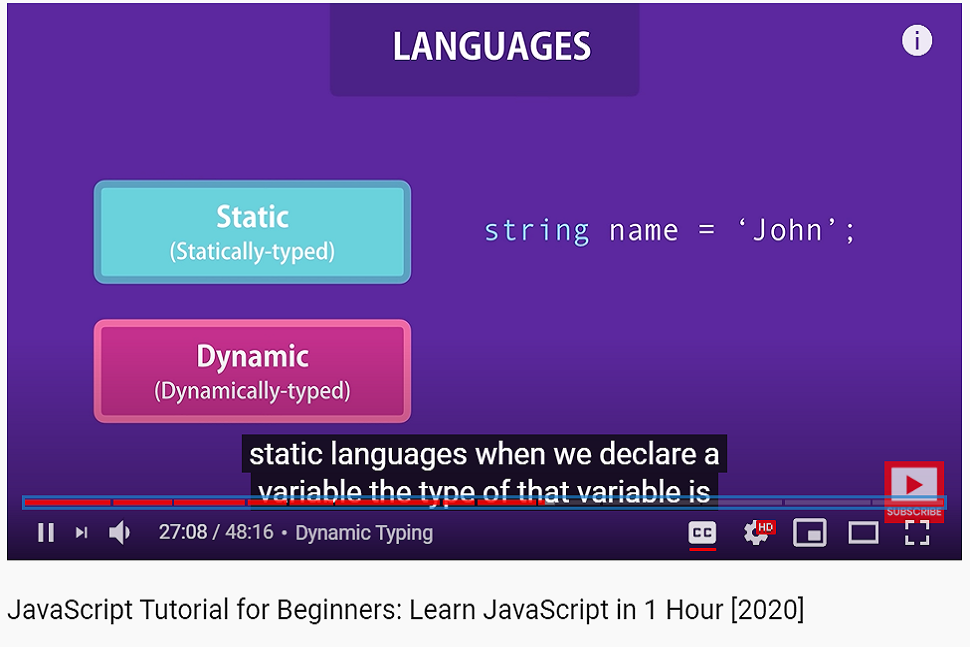 LANGUAGES
i
Static
(Statically-typed)
string name = ‘John’;
Dynamic
(Dynamically-typed)
static languages when we declare a
variable the type of that variable is
SUBSCRIBE
27:08 / 48:16 • Dynamic Typing
CC
HD
JavaScript Tutorial for Beginners: Learn JavaScript in 1 Hour [2020]